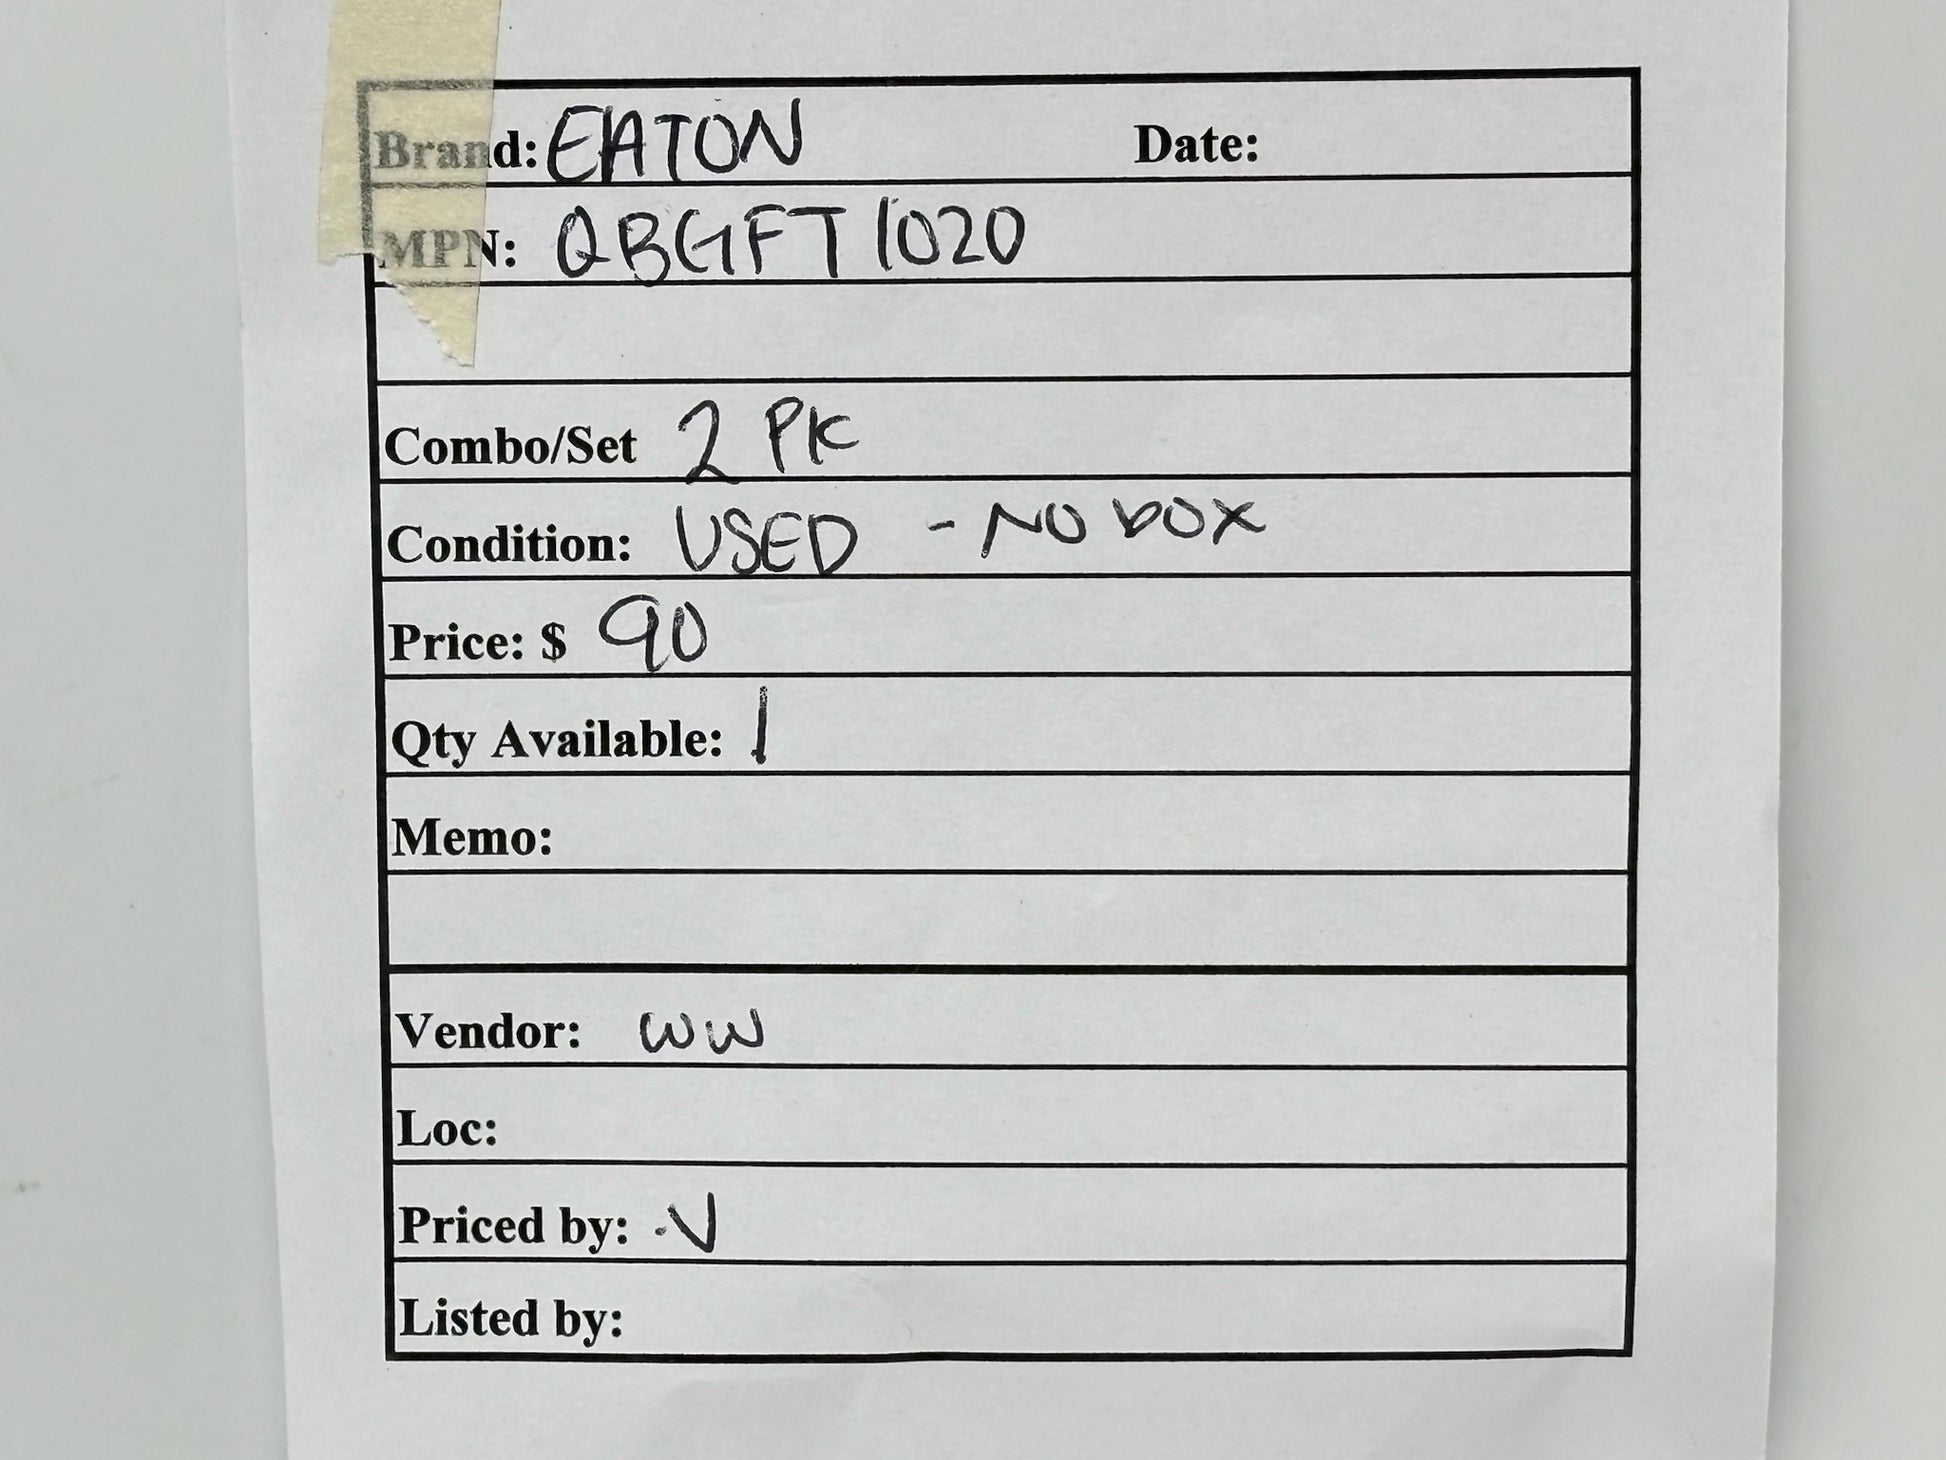 Brand: EATON Date:
MPN: QBGFT1020
Combo/Set 2 PK
Condition: USED - NO BOX
Price: $ 90
Qty Available: 1
Memo:
Vendor: WW
Loc:
Priced by: -V
Listed by: